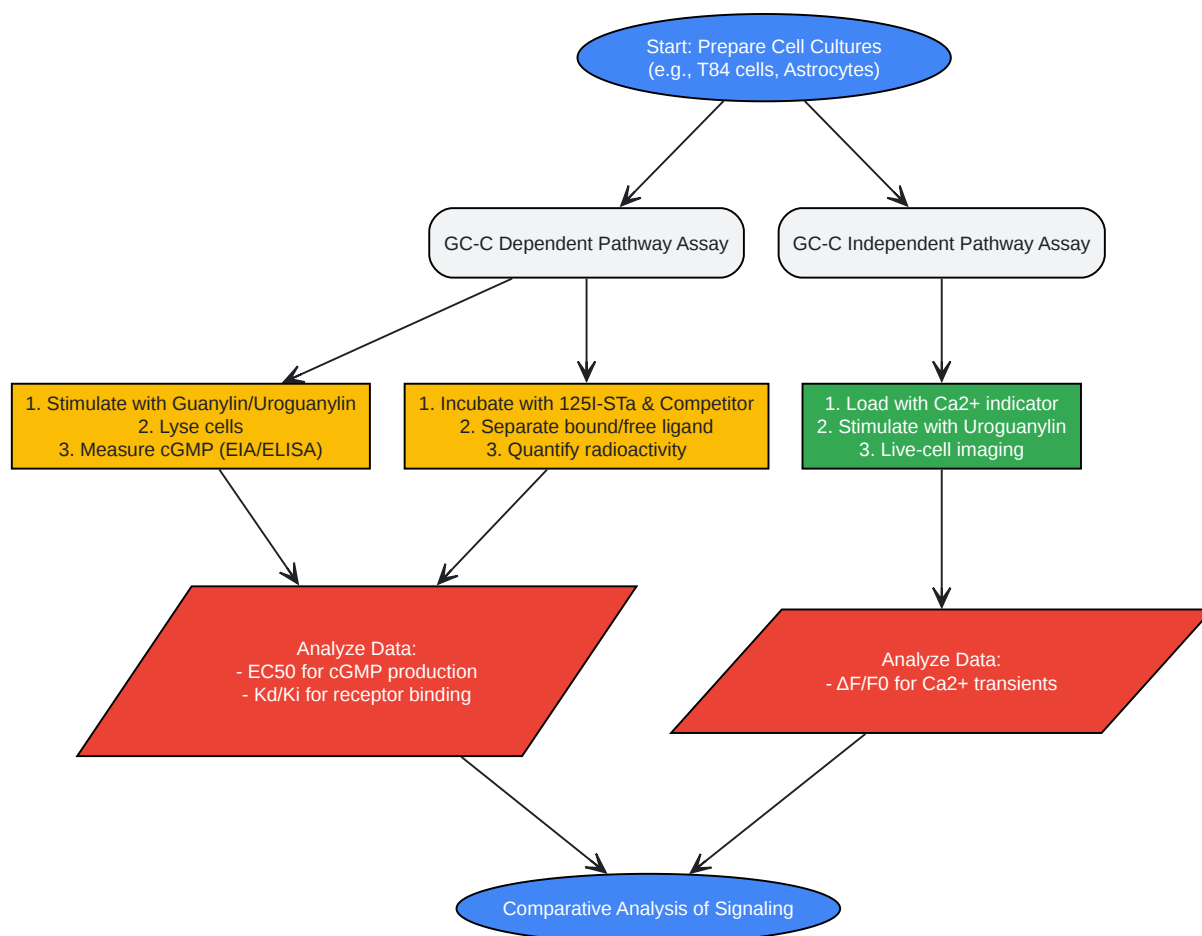 Start: Prepare Cell Cultures
(e.g., T84 cells, Astrocytes)
GC-C Dependent Pathway Assay
GC-C Independent Pathway Assay
1. Stimulate with Guanylin/Uroguanylin
2. Lyse cells
3. Measure cGMP (EIA/ELISA)
1. Incubate with 125I-STa & Competitor
2. Separate bound/free ligand
3. Quantify radioactivity
1. Load with Ca2+ indicator
2. Stimulate with Uroguanylin
3. Live-cell imaging
Analyze Data:
- EC50 for cGMP production
- Kd/Ki for receptor binding
Analyze Data:
- ΔF/F0 for Ca2+ transients
Comparative Analysis of Signaling